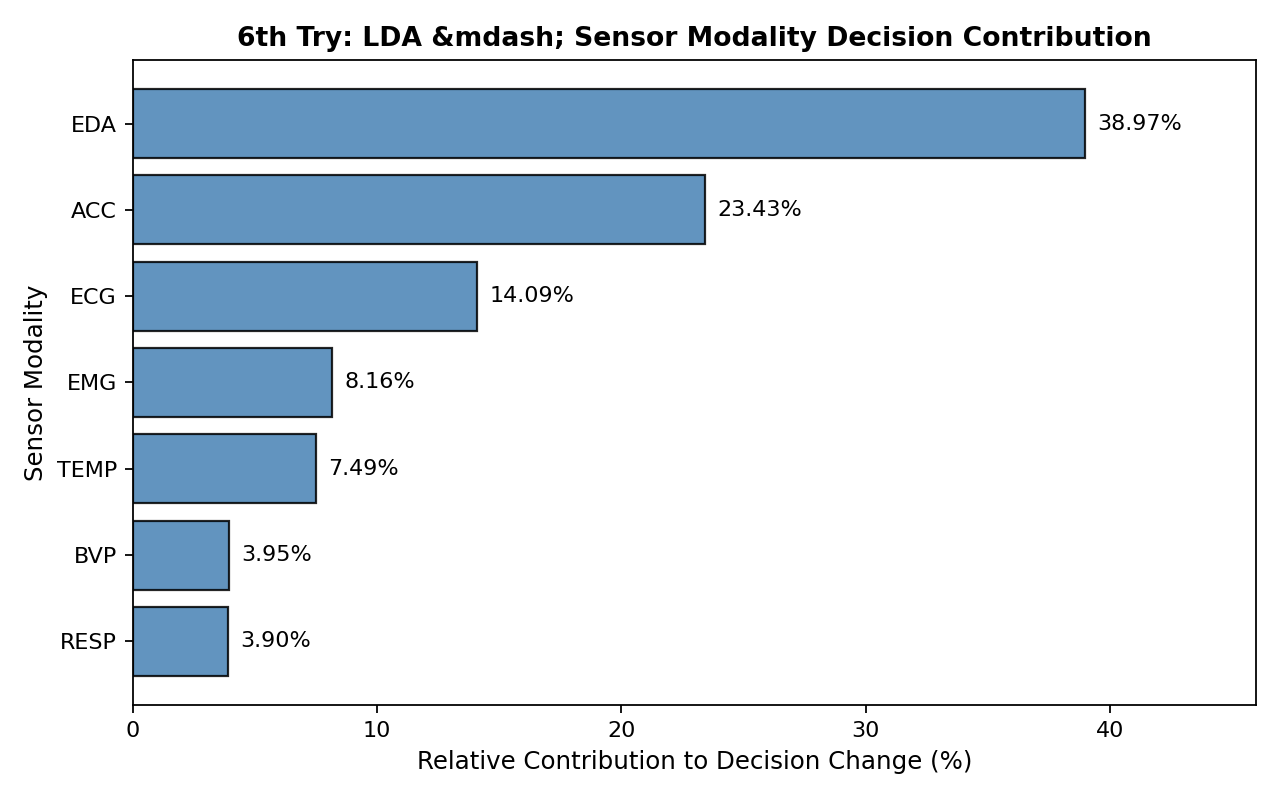 6th Try: LDA &mdash; Sensor Modality Decision Contribution
Sensor Modality
EDA 38.97%
ACC 23.43%
ECG 14.09%
EMG 8.16%
TEMP 7.49%
BVP 3.95%
RESP 3.90%
0 10 20 30 40
Relative Contribution to Decision Change (%)